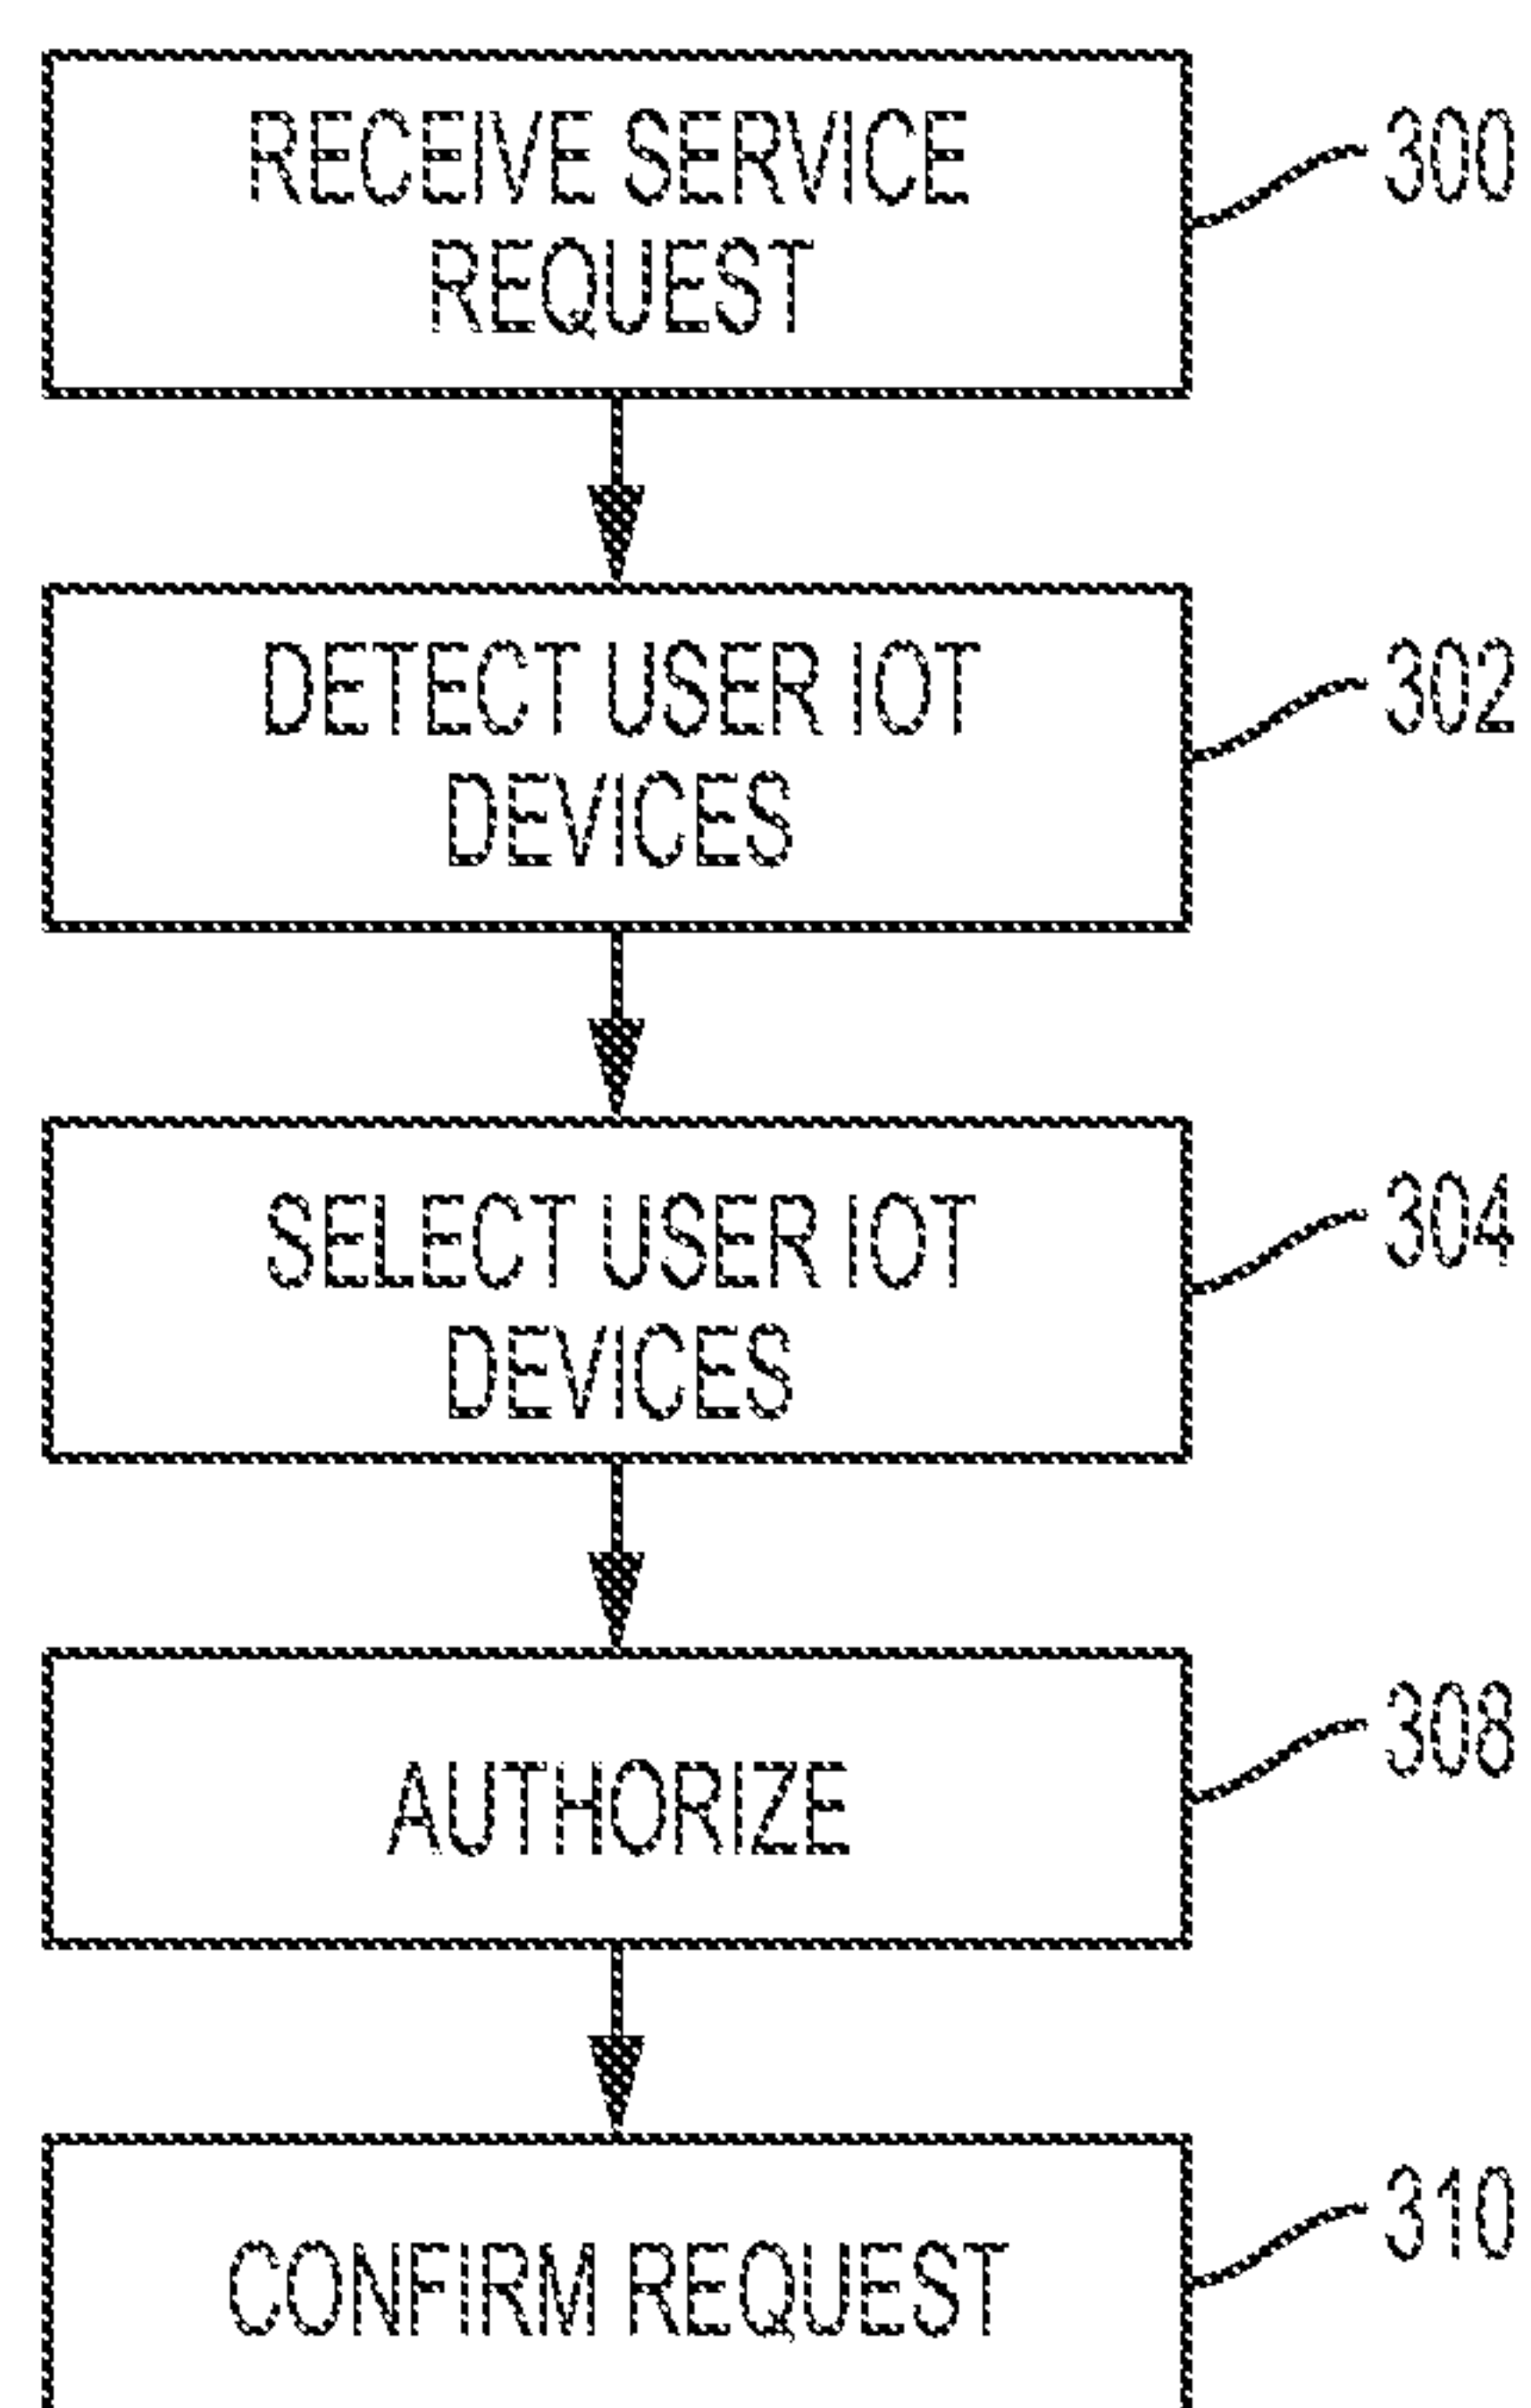 RECEIVE SERVICE
REQUEST
300
DETECT USER IOT
DEVICES
302
SELECT USER IOT
DEVICES
304
AUTHORIZE
308
CONFIRM REQUEST
310